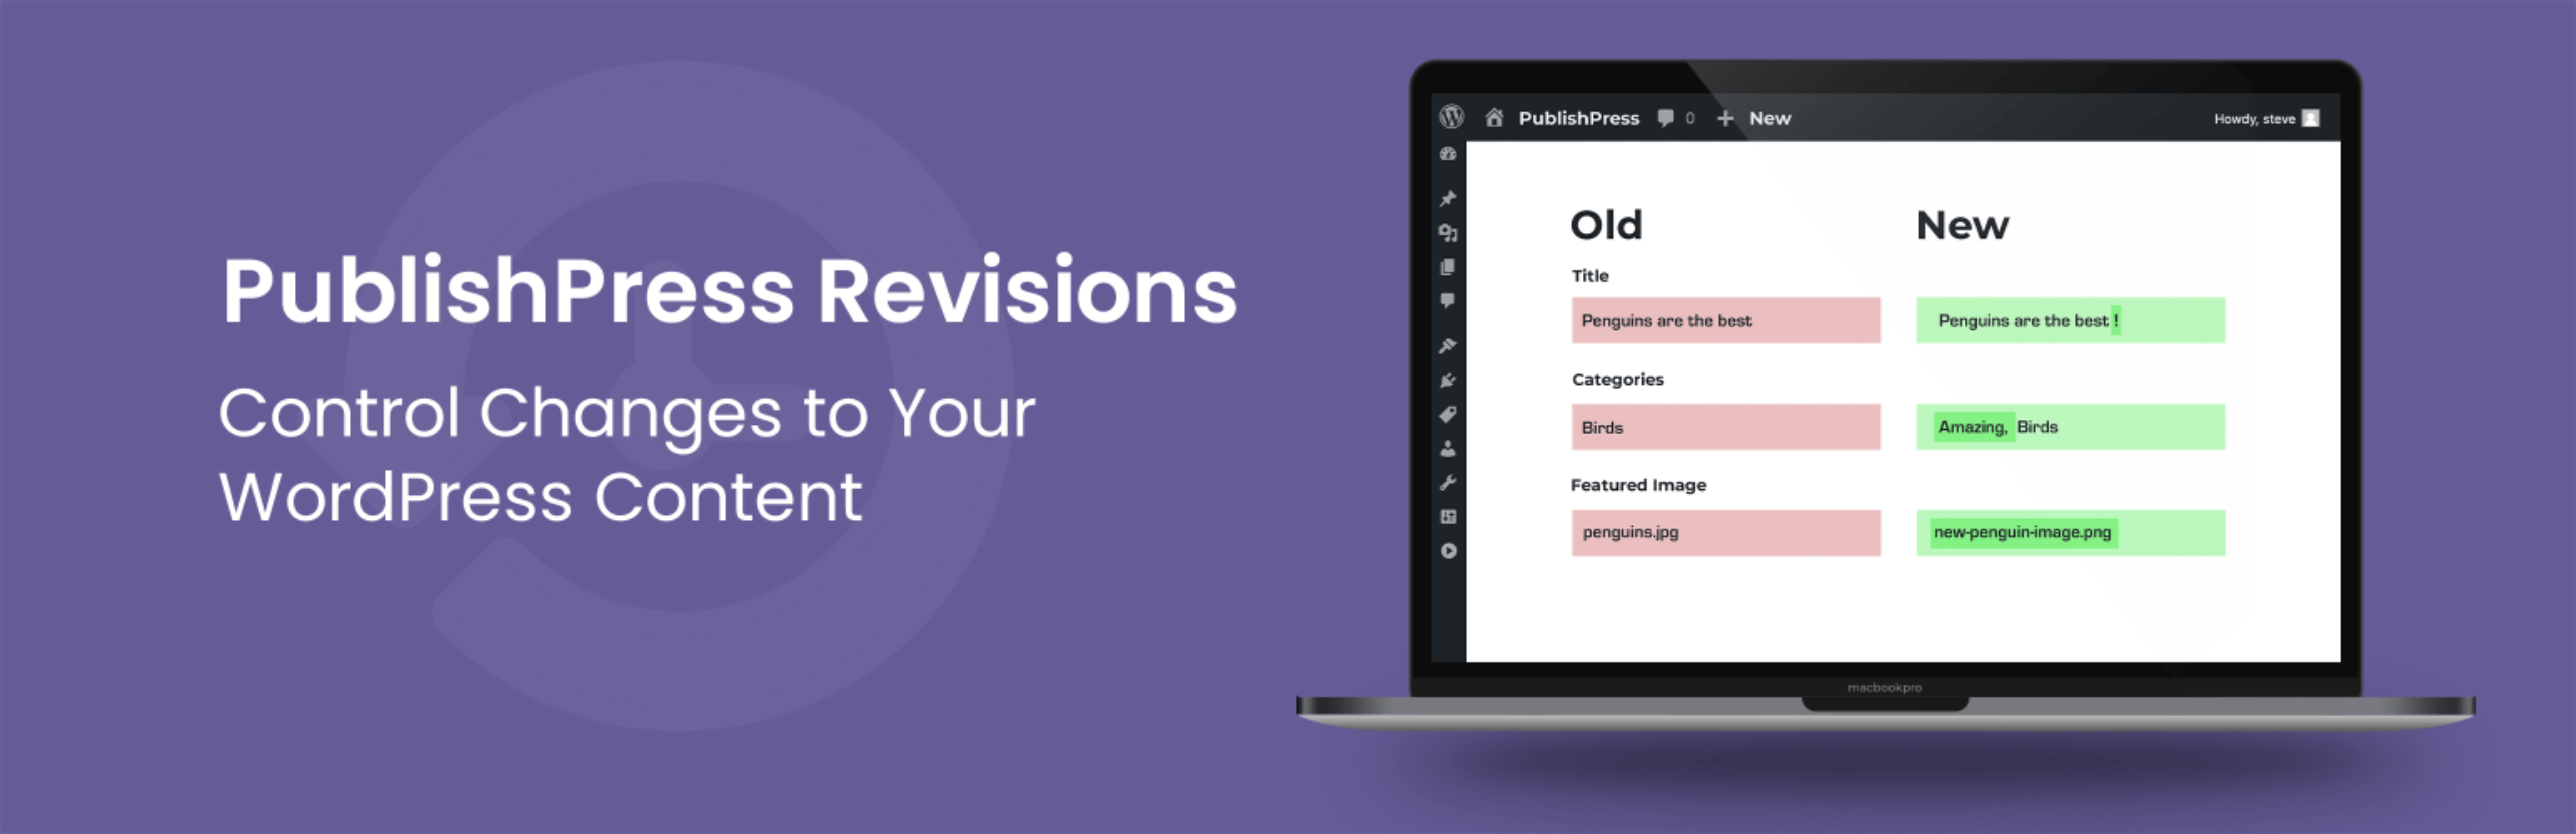 PublishPress Revisions
Control Changes to Your
WordPress Content
PublishPress 0 New Howdy, steve
Old New
Title
Penguins are the best Penguins are the best !
Categories
Birds Amazing, Birds
Featured Image
penguins.jpg new-penguin-image.png
macbookpro